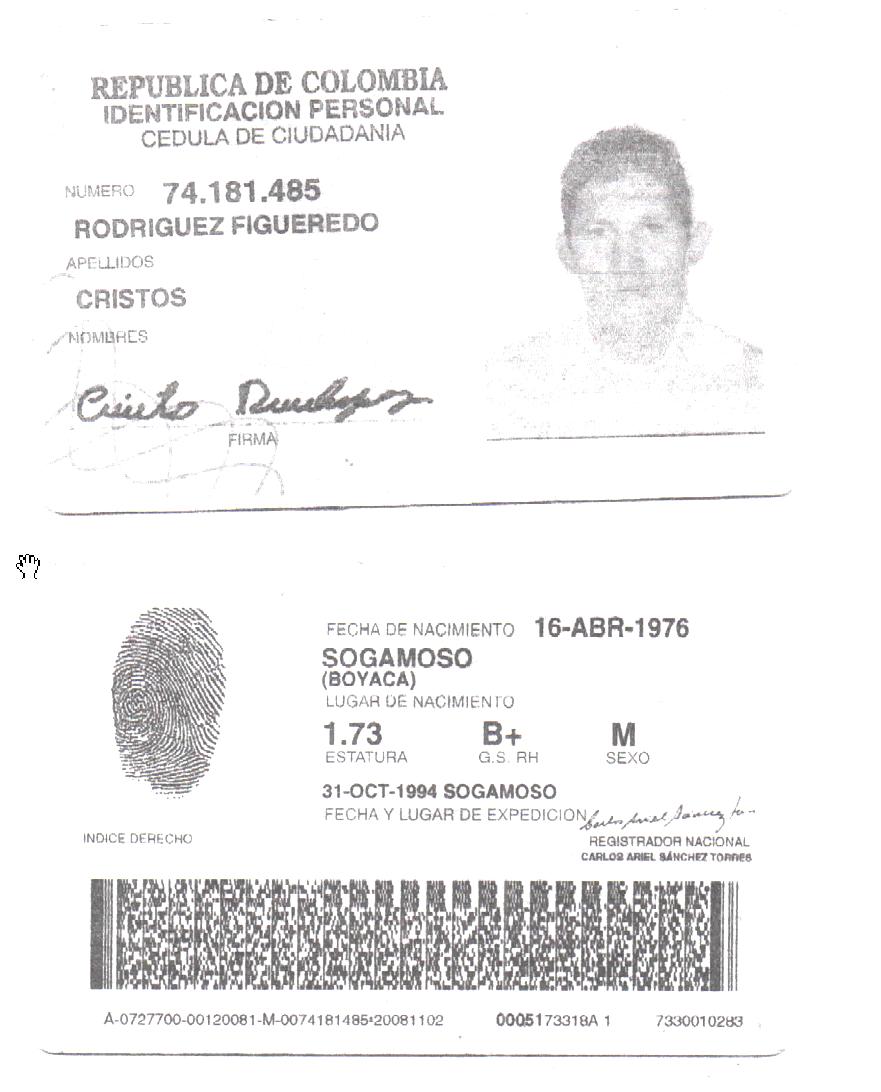 REPUBLICA DE COLOMBIA
IDENTIFICACION PERSONAL
CEDULA DE CIUDADANIA
NUMERO 74.181.485
RODRIGUEZ FIGUEREDO
APELLIDOS
CRISTOS
NOMBRES
FIRMA
FECHA DE NACIMIENTO 16-ABR-1976
SOGAMOSO
(BOYACA)
LUGAR DE NACIMIENTO
1.73 B+ M
ESTATURA G.S. RH SEXO
31-OCT-1994 SOGAMOSO
FECHA Y LUGAR DE EXPEDICION
INDICE DERECHO
REGISTRADOR NACIONAL
CARLOS ARIEL SÁNCHEZ TORRES
A-0727700-00120081-M-0074181485-20081102 0005173318A 1 7330010283